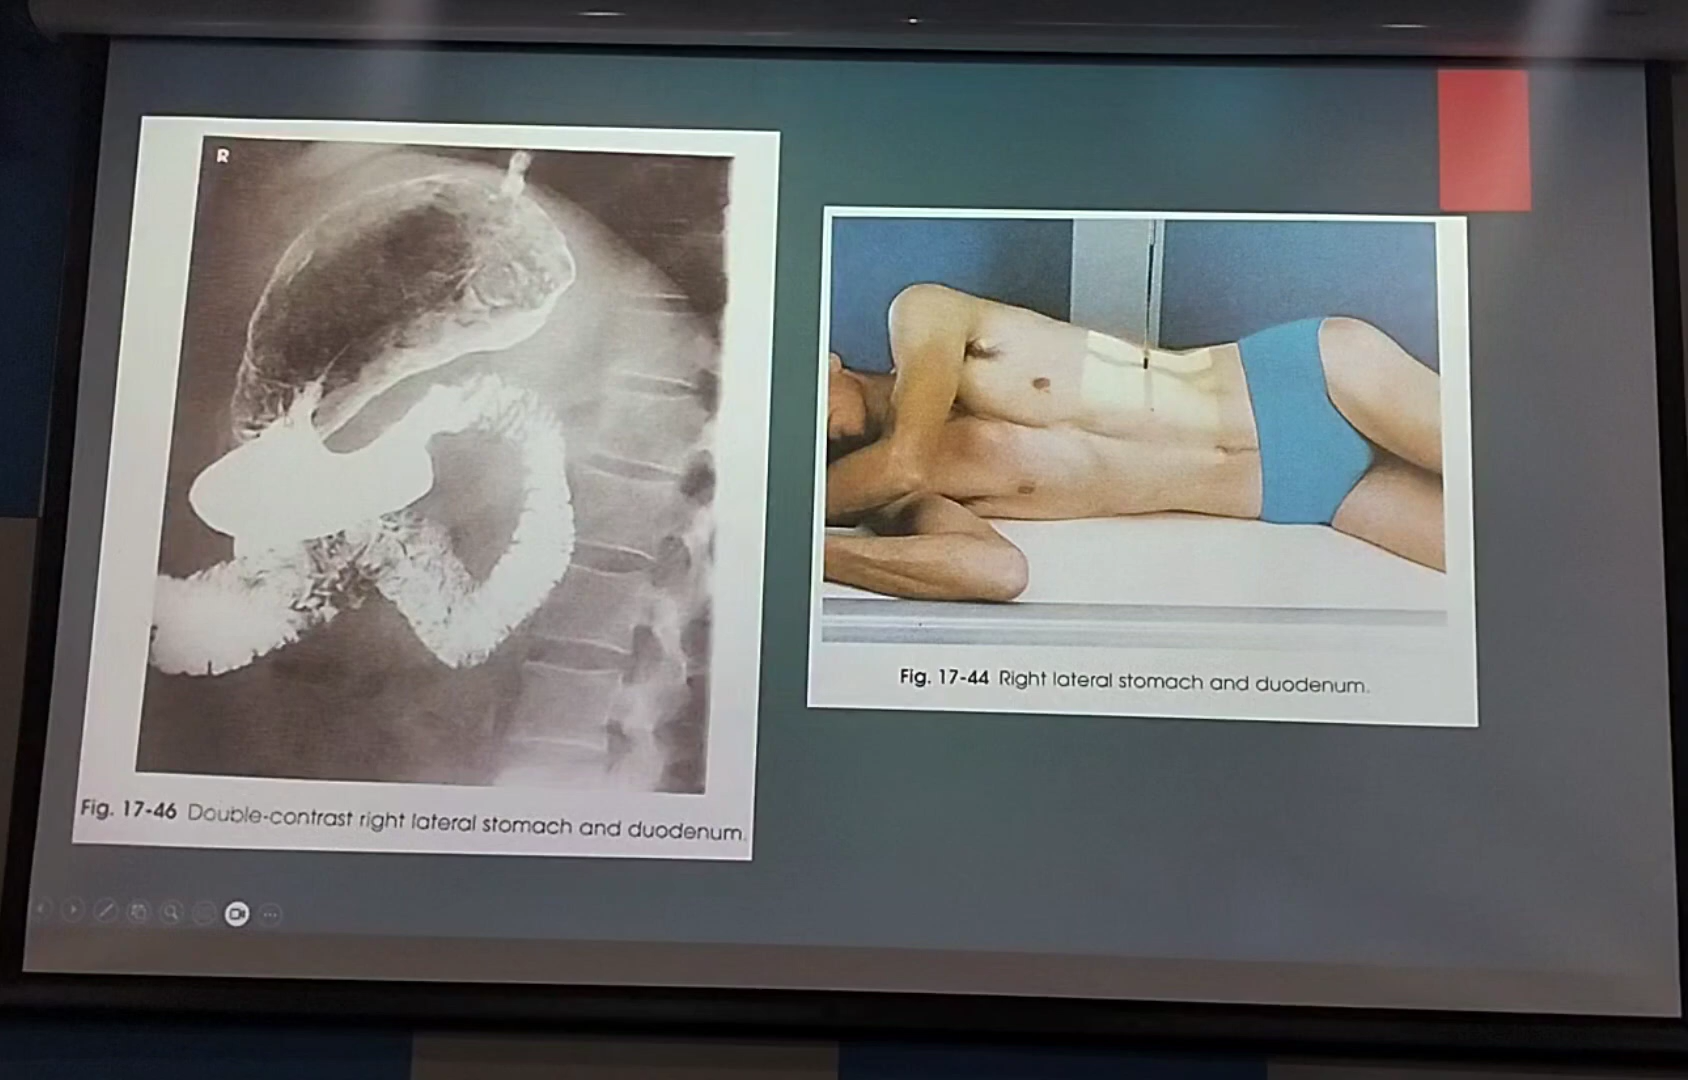 R
Fig. 17-46 Double-contrast right lateral stomach and duodenum.
Fig. 17-44 Right lateral stomach and duodenum.